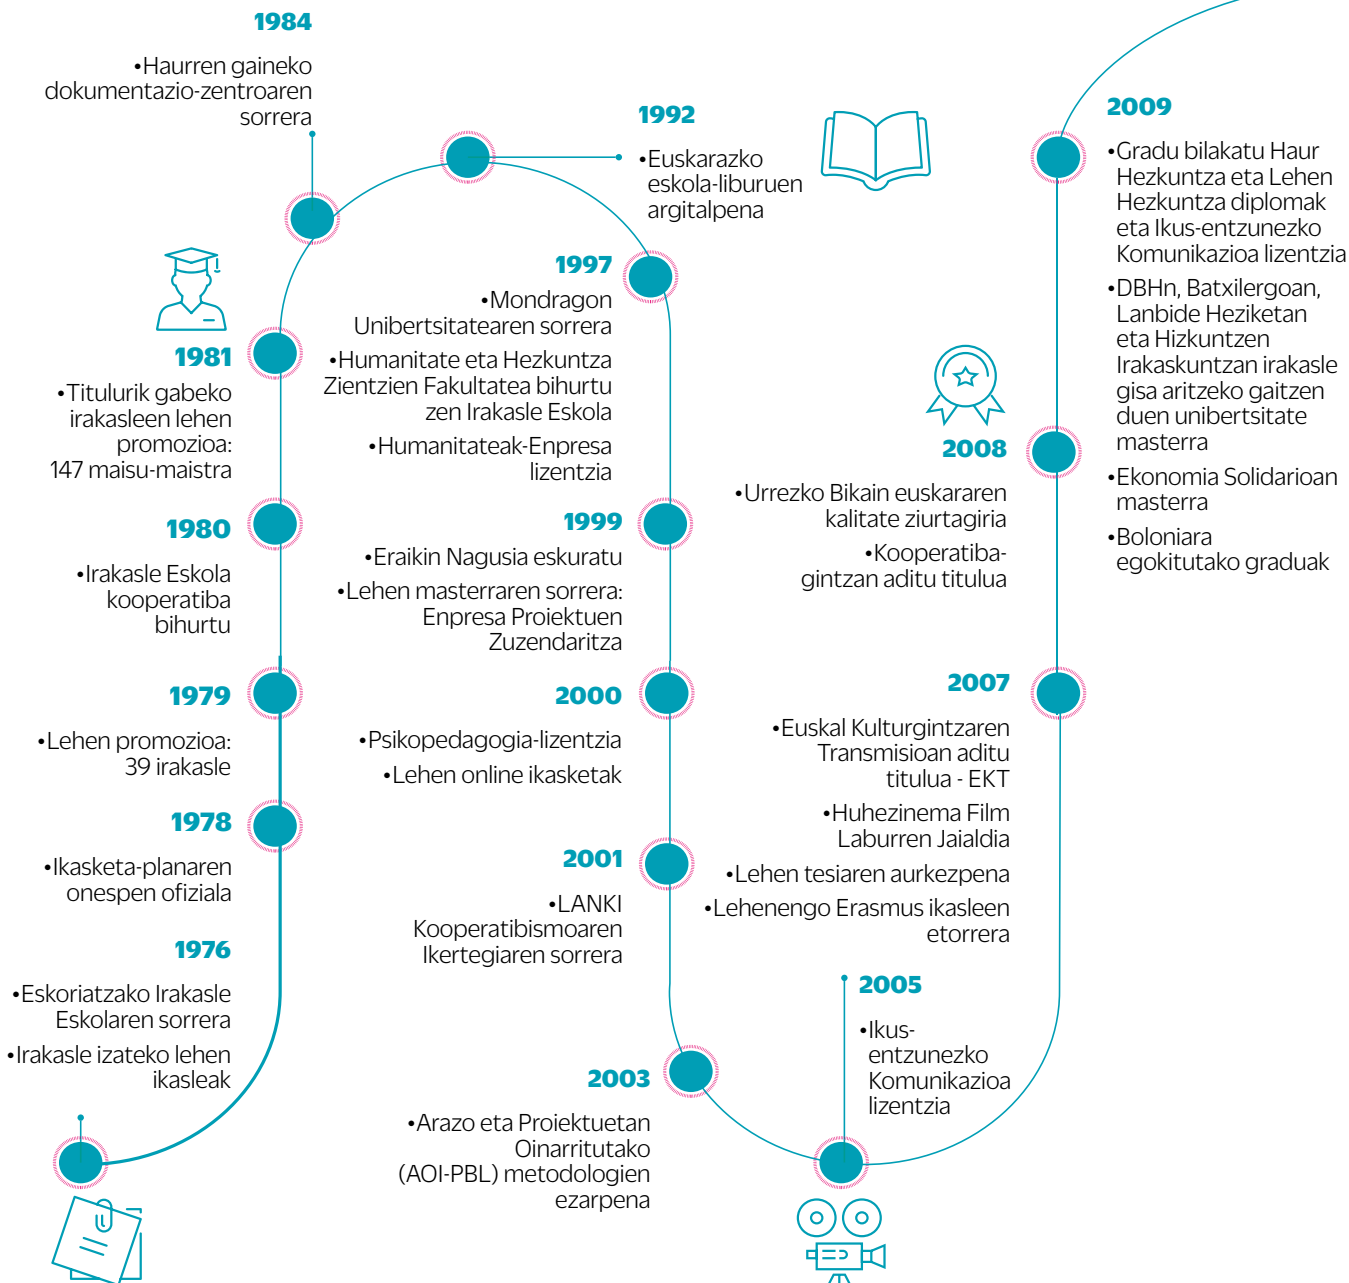 1984
•Haurren gaineko
dokumentazio-zentroaren
sorrera
1992
•Euskarazko
eskola-liburuen
argitalpena
1981
•Titulurik gabeko
irakasleen lehen
promozioa:
147 maisu-maistra
1980
•Irakasle Eskola
kooperatiba
bihurtu
1979
•Lehen promozioa:
39 irakasle
1978
•Ikasketa-planaren
onespen ofiziala
1976
•Eskoriatzako Irakasle
Eskolaren sorrera
•Irakasle izateko lehen
ikasleak
1997
•Mondragon
Unibertsitatearen sorrera
•Humanitate eta Hezkuntza
Zientzien Fakultatea bihurtu
zen Irakasle Eskola
•Humanitateak-Enpresa
lizentzia
1999
•Eraikin Nagusia eskuratu
•Lehen masterraren sorrera:
Enpresa Proiektuen
Zuzendaritza
2000
•Psikopedagogia-lizentzia
•Lehen online ikasketak
2001
•LANKI
Kooperatibismoaren
Ikertegiaren sorrera
2003
•Arazo eta Proiektuetan
Oinarritutako
(AOI-PBL) metodologien
ezarpena
2005
•Ikus-
entzunezko
Komunikazioa
lizentzia
2007
•Euskal Kulturgintzaren
Transmisioan aditu
titulua - EKT
•Huhezinema Film
Laburren Jaialdia
•Lehen tesiaren aurkezpena
•Lehenengo Erasmus ikasleen
etorrera
2008
•Urrezko Bikain euskararen
kalitate ziurtagiria
•Kooperatiba-
gintzan aditu titulua
2009
•Gradu bilakatu Haur
Hezkuntza eta Lehen
Hezkuntza diplomak
eta Ikus-entzunezko
Komunikazioa lizentzia
•DBHn, Batxilergoan,
Lanbide Heziketan
eta Hizkuntzen
Irakaskuntzan irakasle
gisa aritzeko gaitzen
duen unibertsitate
masterra
•Ekonomia Solidarioan
masterra
•Boloniara
egokitutako graduak